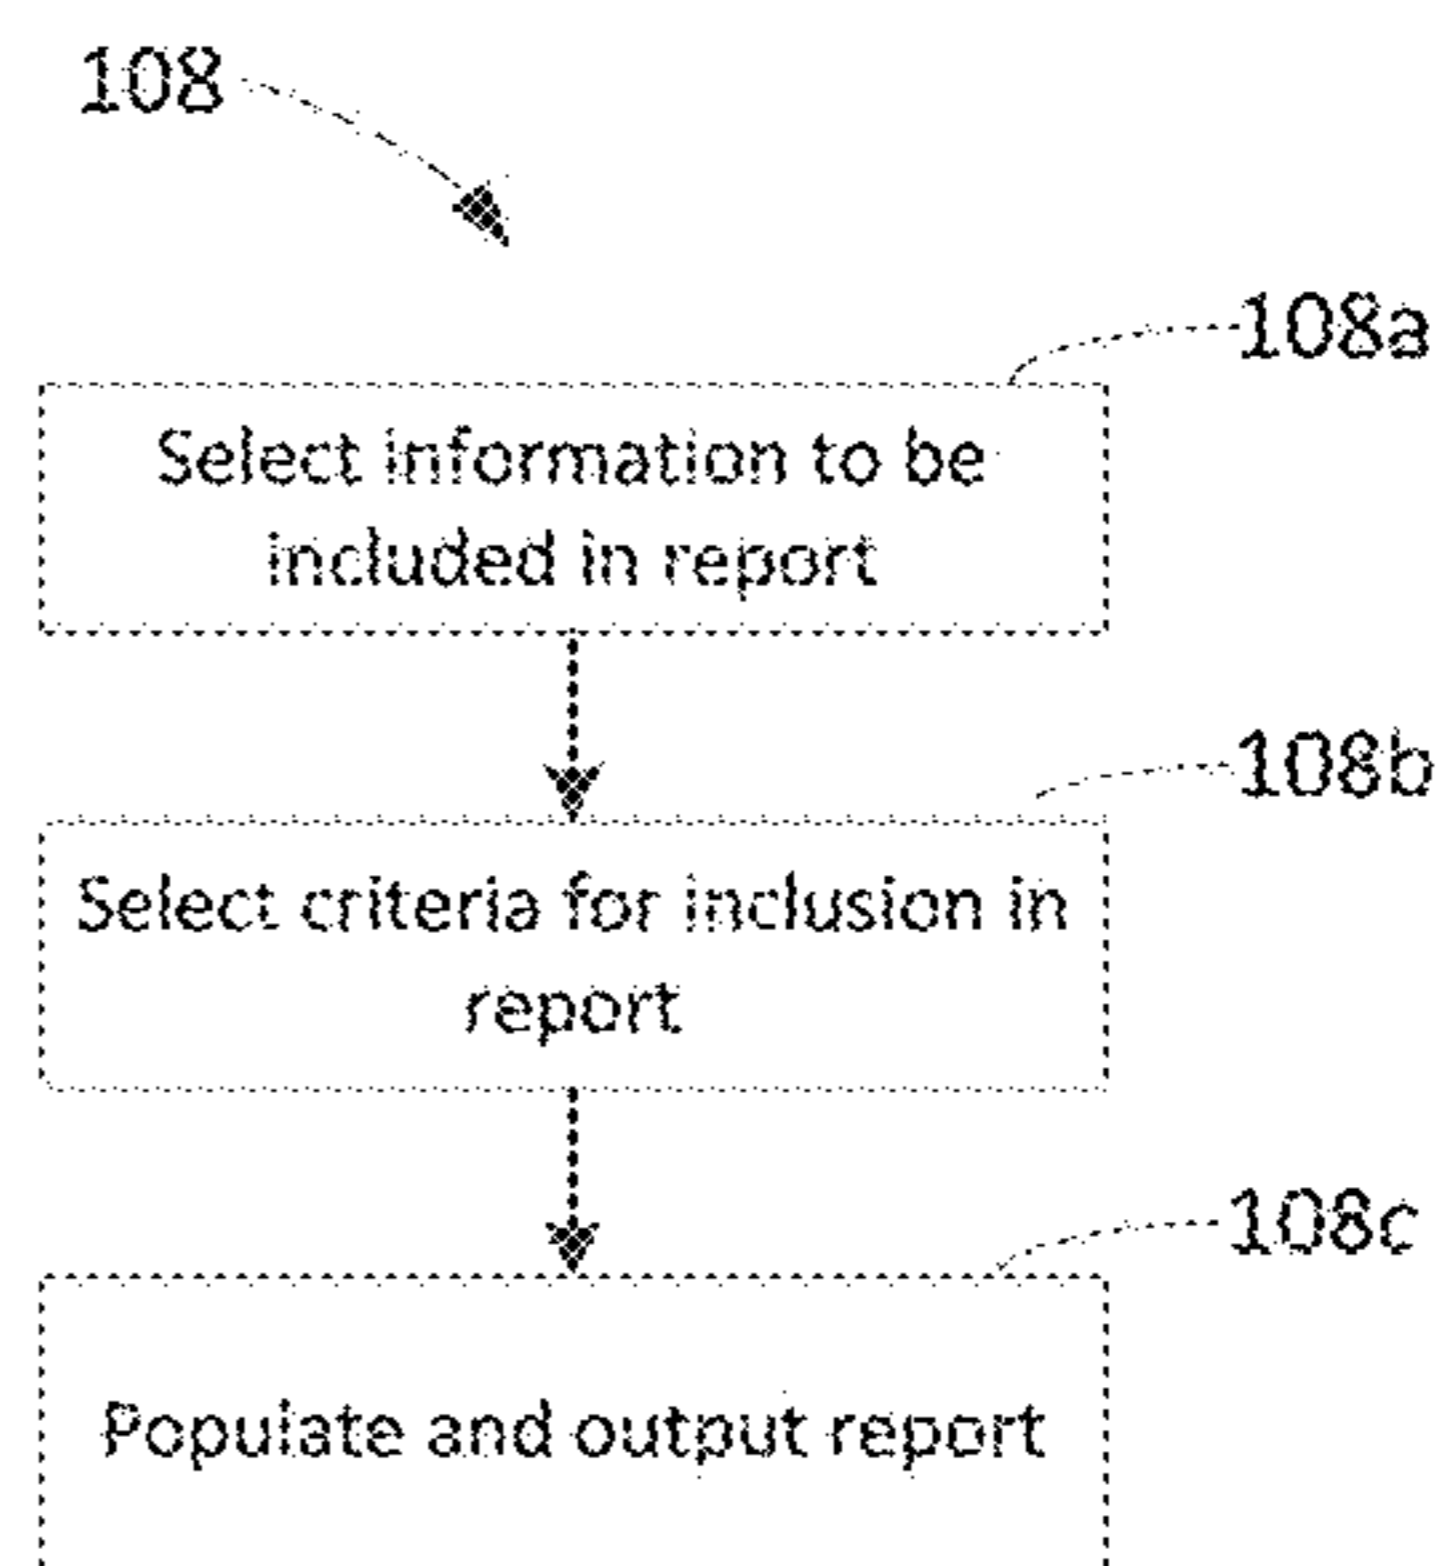 108
108a
Select information to be
included in report
108b
Select criteria for inclusion in
report
108c
Populate and output report